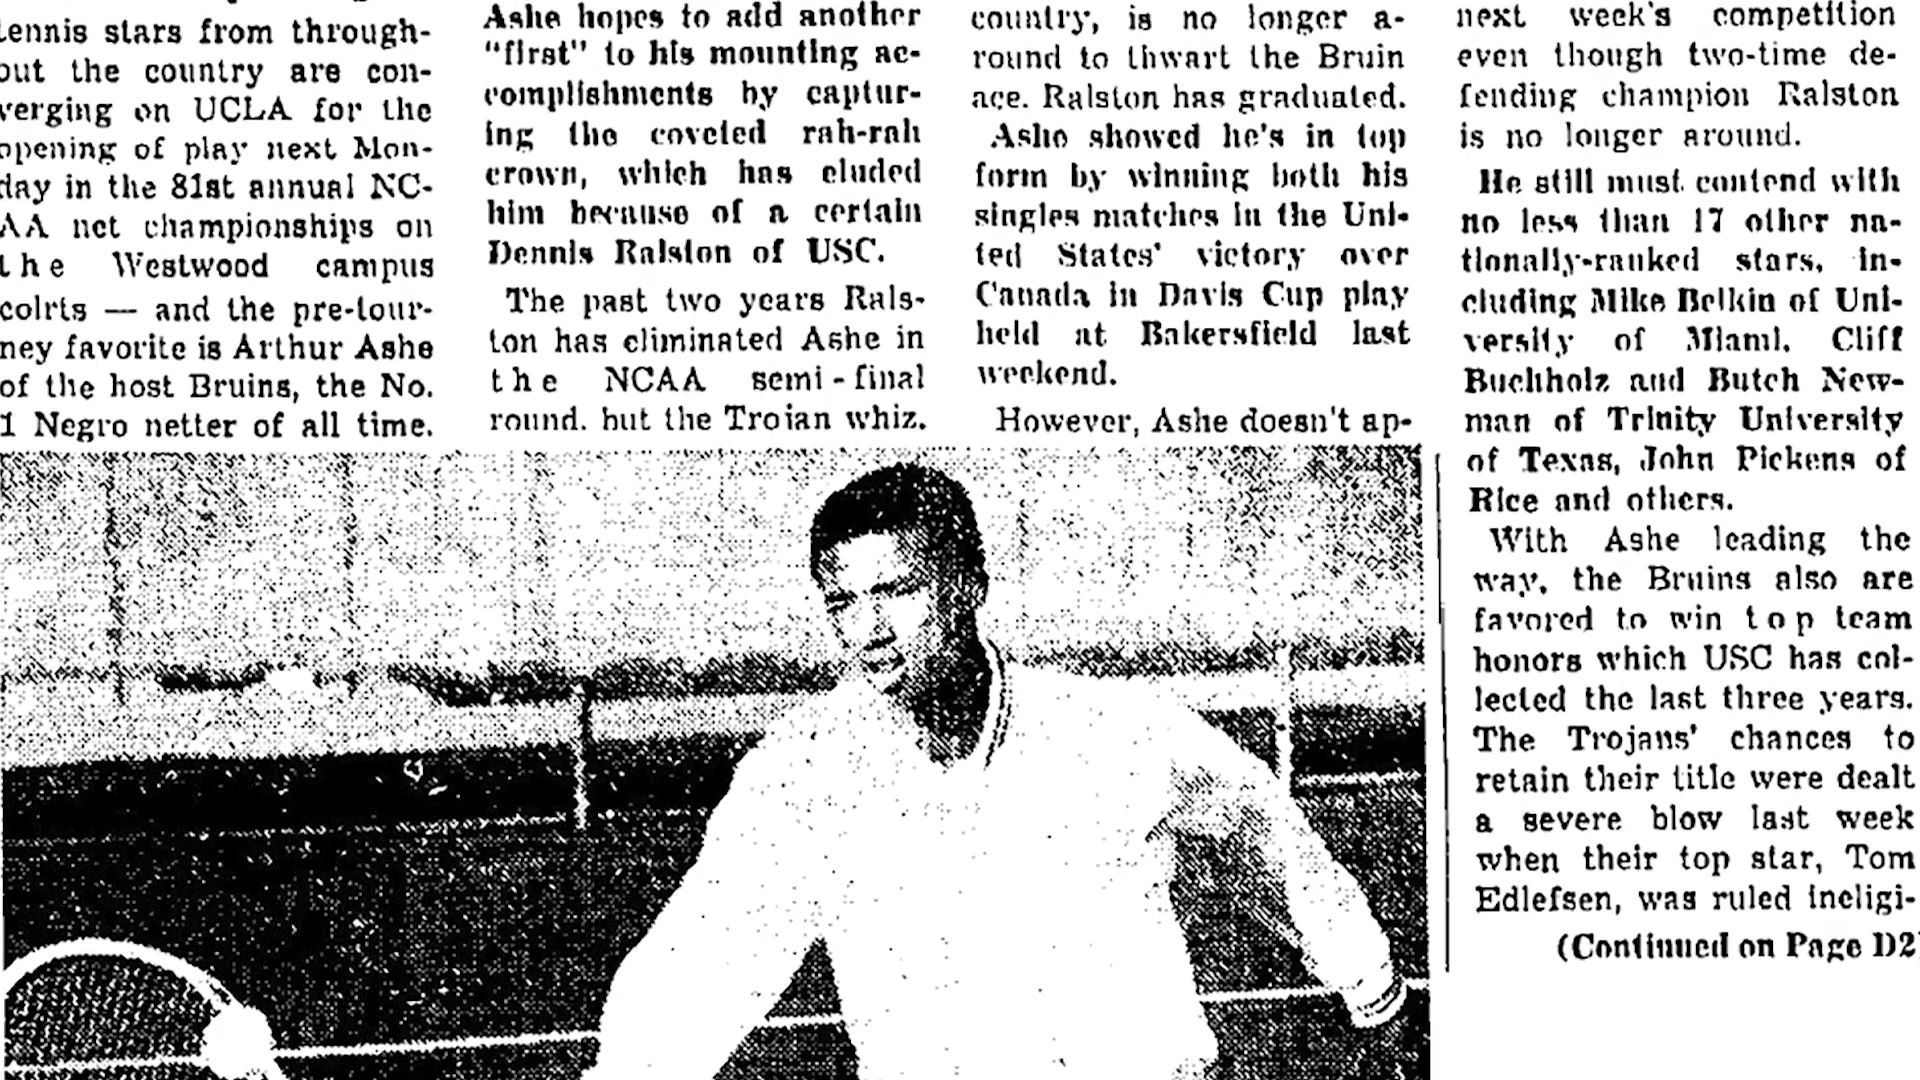 tennis stars from through-
out the country are con-
verging on UCLA for the
opening of play next Mon-
day in the 81st annual NC-
AA net championships on
the Westwood campus
colrts — and the pre-tour-
ney favorite is Arthur Ashe
of the host Bruins, the No.
1 Negro netter of all time.
Ashe hopes to add another
"first" to his mounting ac-
complishments by captur-
ing the coveted rah-rah
crown, which has eluded
him because of a certain
Dennis Ralston of USC.
The past two years Rals-
ton has eliminated Ashe in
the NCAA semi-final
round. but the Trojan whiz.
country, is no longer a-
round to thwart the Bruin
ace. Ralston has graduated.
Ashe showed he's in top
form by winning both his
singles matches in the Uni-
ted States' victory over
Canada in Davis Cup play
held at Bakersfield last
weekend.
However, Ashe doesn't ap-
next week's competition
even though two-time de-
fending champion Ralston
is no longer around.
He still must contend with
no less than 17 other na-
tionally-ranked stars, in-
cluding Mike Belkin of Uni-
versity of Miami, Cliff
Buchholz and Butch New-
man of Trinity University
of Texas, John Pickens of
Rice and others.
With Ashe leading the
way, the Bruins also are
favored to win top team
honors which USC has col-
lected the last three years.
The Trojans' chances to
retain their title were dealt
a severe blow last week
when their top star, Tom
Edlefsen, was ruled ineligi-
(Continued on Page D2